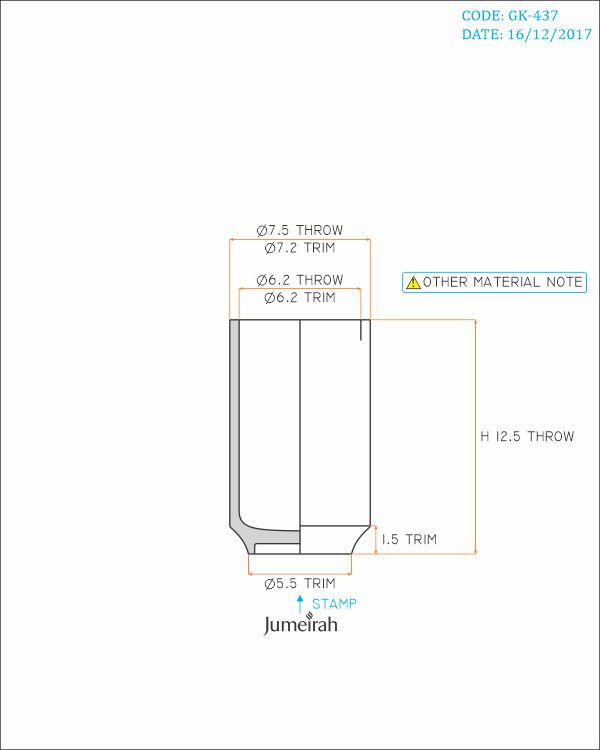 CODE: GK-437
DATE: 16/12/2017
Ø7.5 THROW
Ø7.2 TRIM
Ø6.2 THROW
Ø6.2 TRIM
OTHER MATERIAL NOTE
H 12.5 THROW
1.5 TRIM
Ø5.5 TRIM
STAMP
Jumeirah